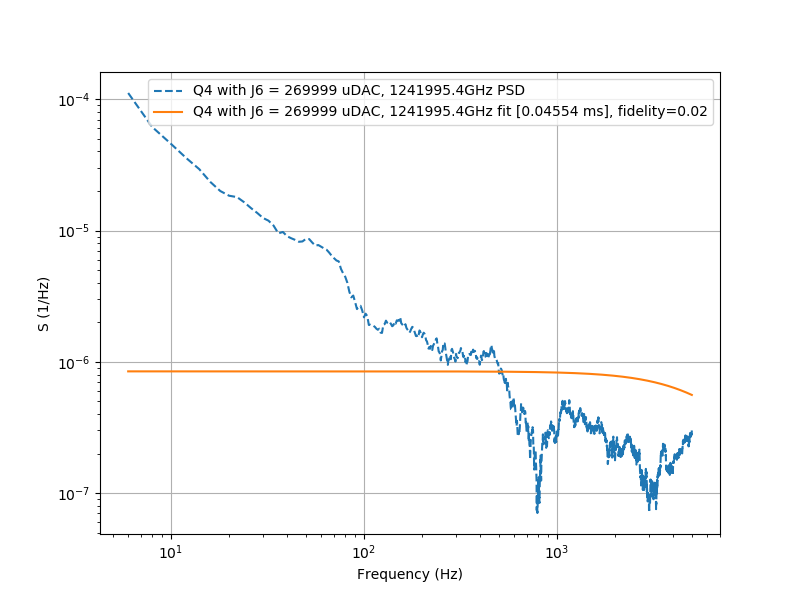 Q4 with J6 = 269999 uDAC, 1241995.4GHz PSD
Q4 with J6 = 269999 uDAC, 1241995.4GHz fit [0.04554 ms], fidelity=0.02
S (1/Hz)
10⁻⁴
10⁻⁵
10⁻⁶
10⁻⁷
10¹ 10² 10³
Frequency (Hz)